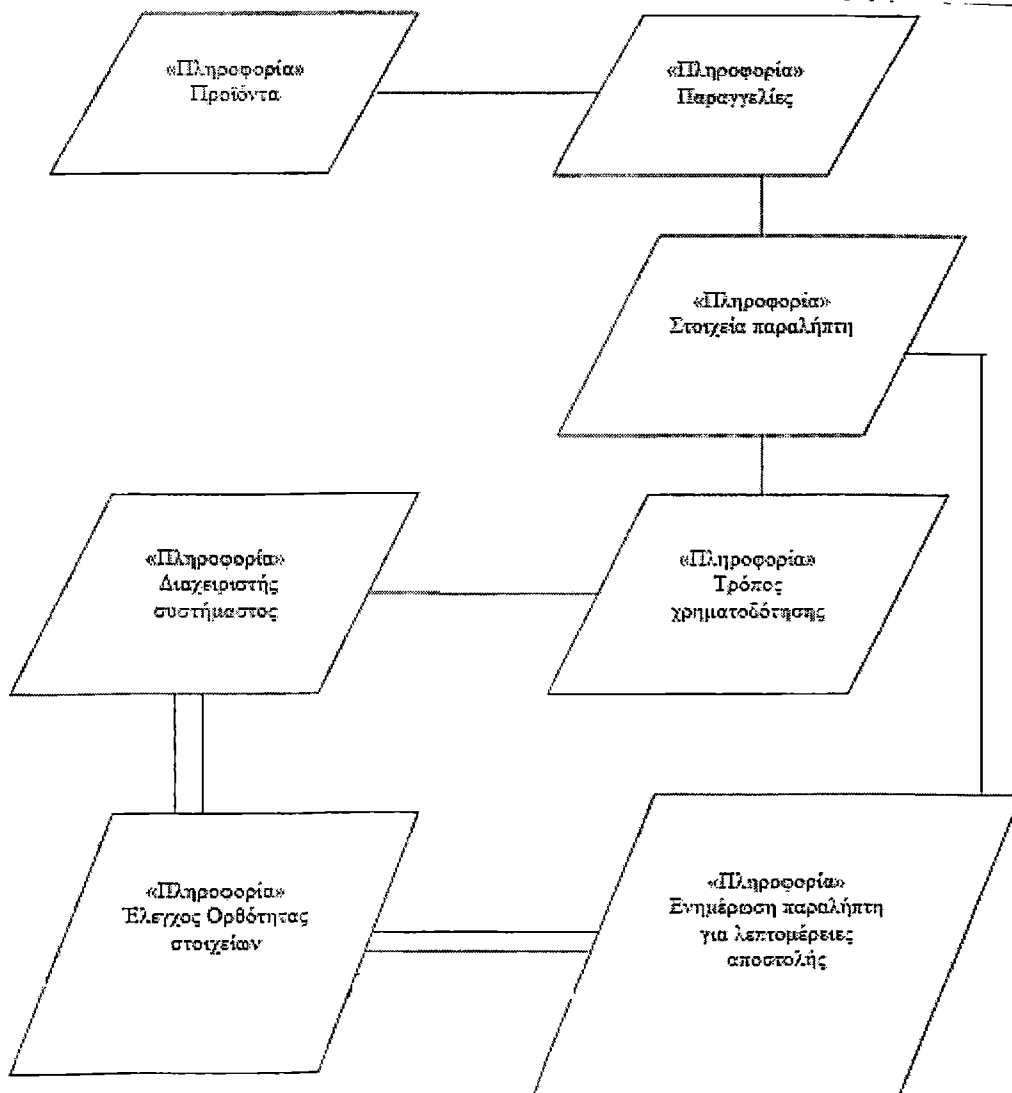 «Πληροφορία»
Προϊόντα
«Πληροφορία»
Παραγγελίες
«Πληροφορία»
Στοιχεία παραλήπτη
«Πληροφορία»
Διαχειριστής
συστήμαστος
«Πληροφορία»
Τρόπος
χρηματοδότησης
«Πληροφορία»
Έλεγχος Ορθότητας
στοιχείων
«Πληροφορία»
Ενημέρωση παραλήπτη
για λεπτομέρειες
αποστολής